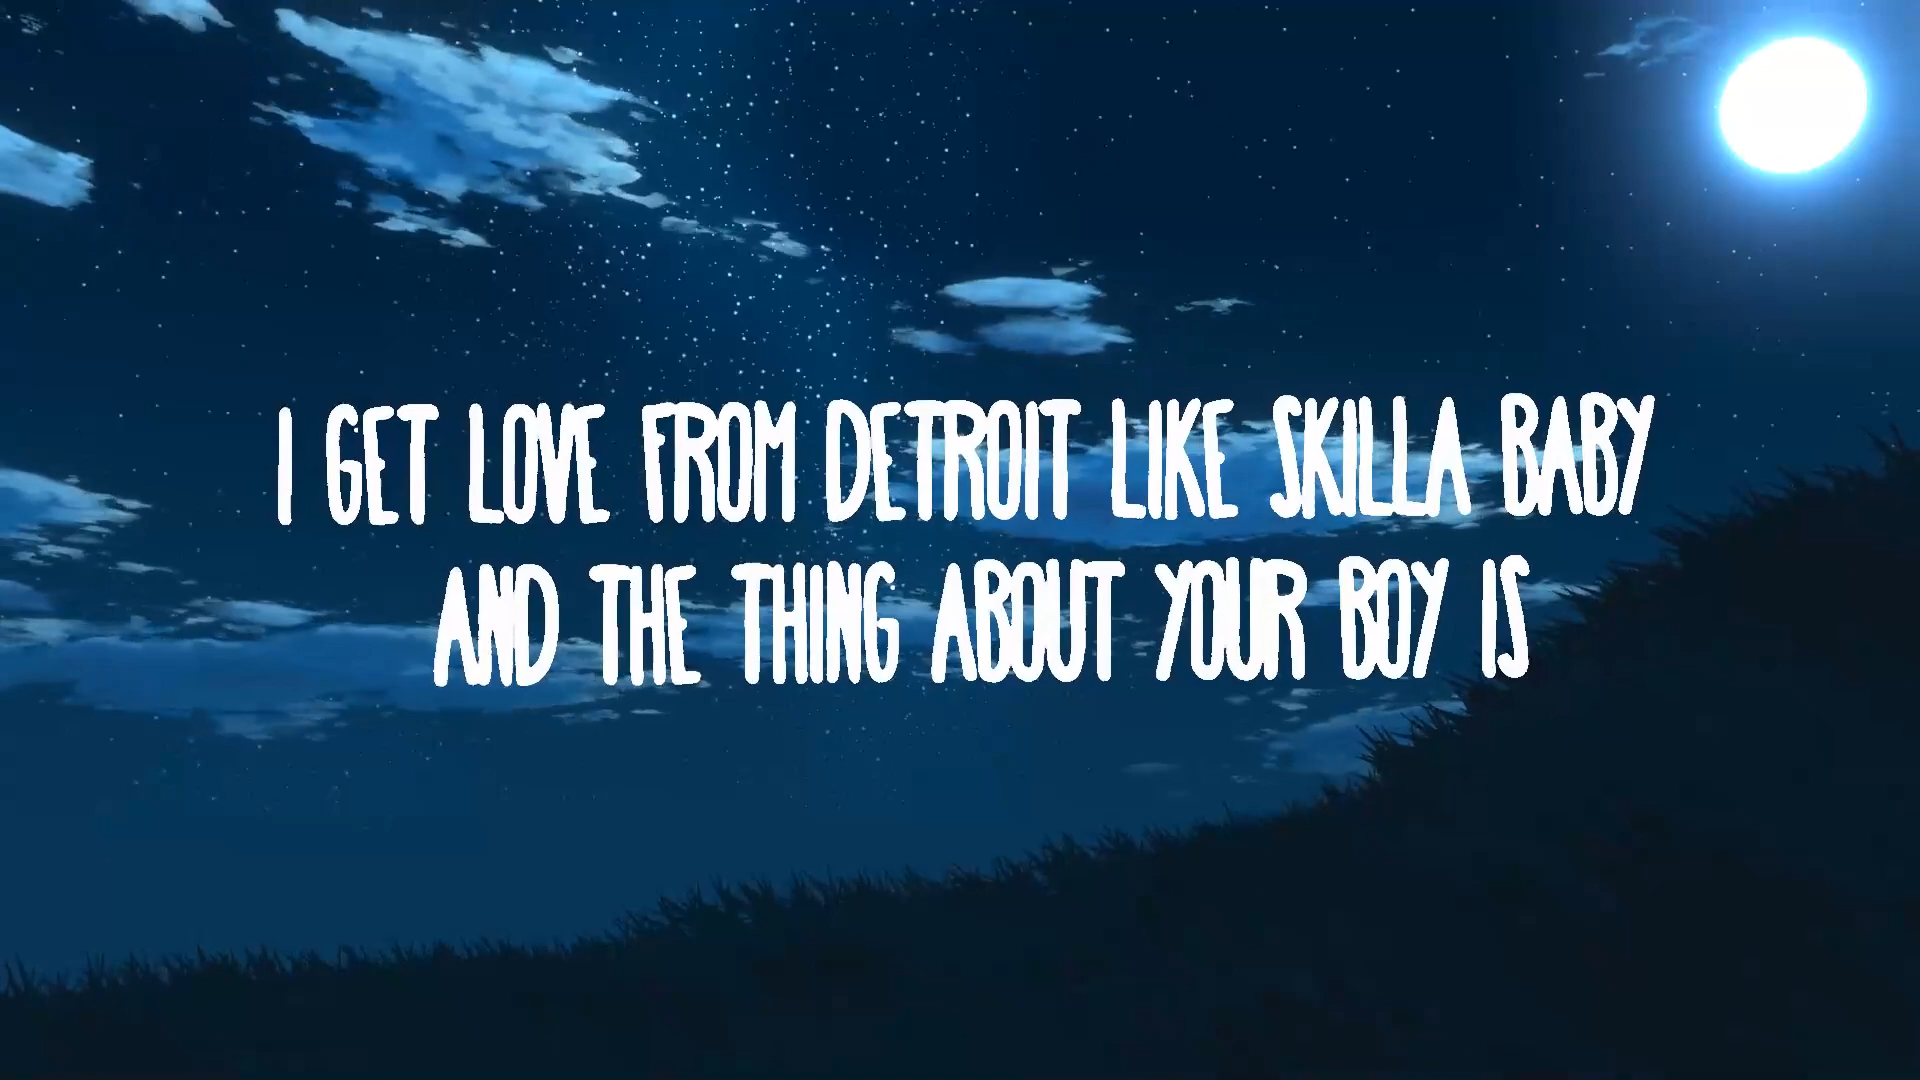 I GET LOVE FROM DETROIT LIKE SKILLA BABY
AND THE THING ABOUT YOUR BOY IS